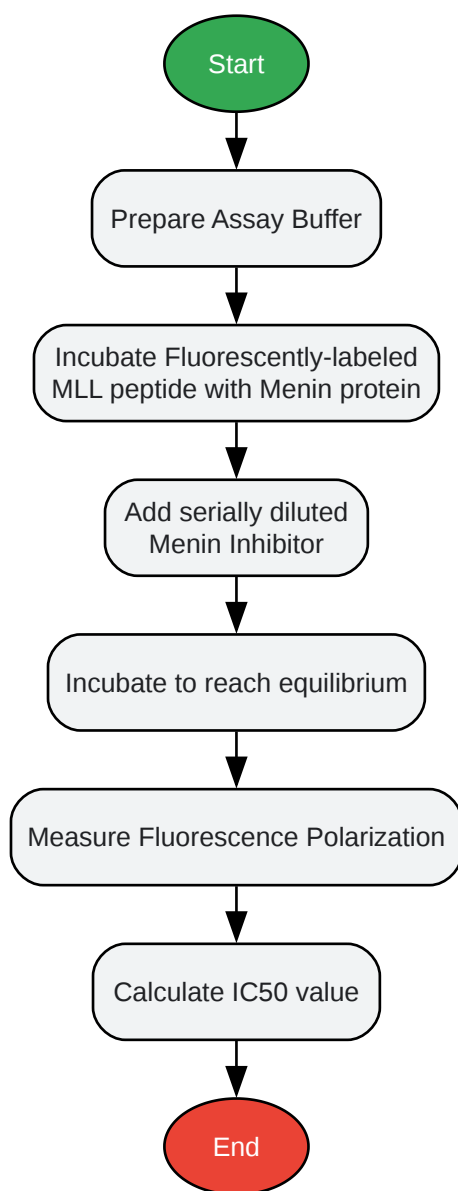 Start
Prepare Assay Buffer
Incubate Fluorescently-labeled
MLL peptide with Menin protein
Add serially diluted
Menin Inhibitor
Incubate to reach equilibrium
Measure Fluorescence Polarization
Calculate IC50 value
End